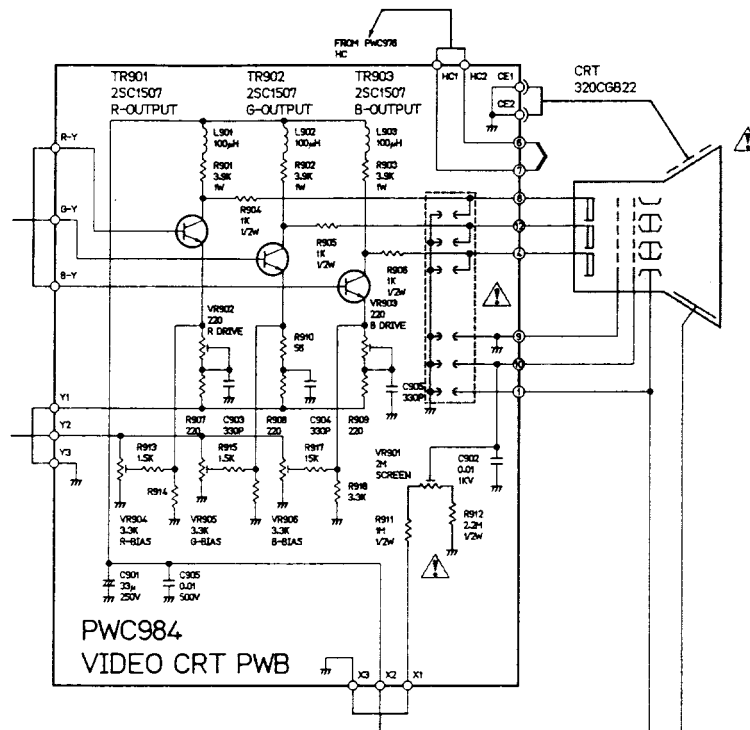 FROM PWC976
HC
HC1 HC2 CE1
CE2
CRT
320CGB22
TR901
2SC1507
R-OUTPUT
TR902
2SC1507
G-OUTPUT
TR903
2SC1507
B-OUTPUT
R-Y
L901
100μH
L902
100μH
L903
100μH
6
7
R901
3.9K
1W
R902
3.9K
1W
R903
3.9K
1W
8
G-Y
R904
1K
1/2W
12
R905
1K
1/2W
4
R906
1K
1/2W
B-Y
VR902
220
R DRIVE
R910
56
VR903
220
B DRIVE
9
10
1
C905
330P
Y1
R907
220
C903
330P
R908
220
C904
330P
R909
220
Y2
Y3
R913
1.5K
R914
R915
1.5K
R917
15K
R918
3.3K
VR901
2M
SCREEN
C902
0.01
1KV
VR904
3.3K
R-BIAS
VR905
3.3K
G-BIAS
VR906
3.3K
B-BIAS
R911
1M
1/2W
R912
2.2M
1/2W
C901
33μ
250V
C905
0.01
500V
PWC984
VIDEO CRT PWB
X3 X2 X1